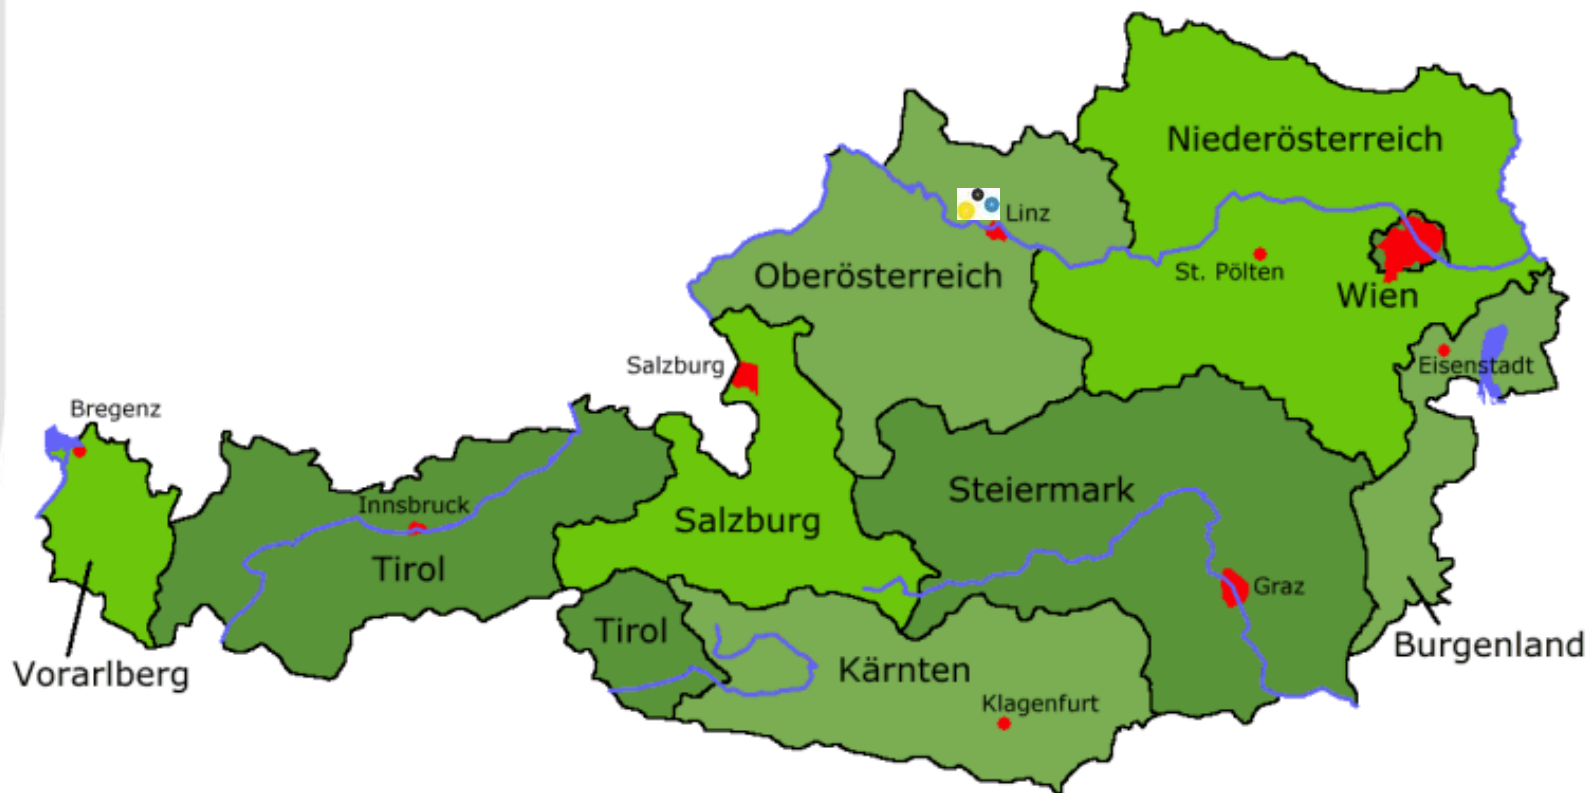 Niederösterreich
Linz
Oberösterreich
St. Pölten
Wien
Salzburg
Eisenstadt
Bregenz
Innsbruck
Steiermark
Salzburg
Tirol
Graz
Tirol
Burgenland
Vorarlberg
Kärnten
Klagenfurt